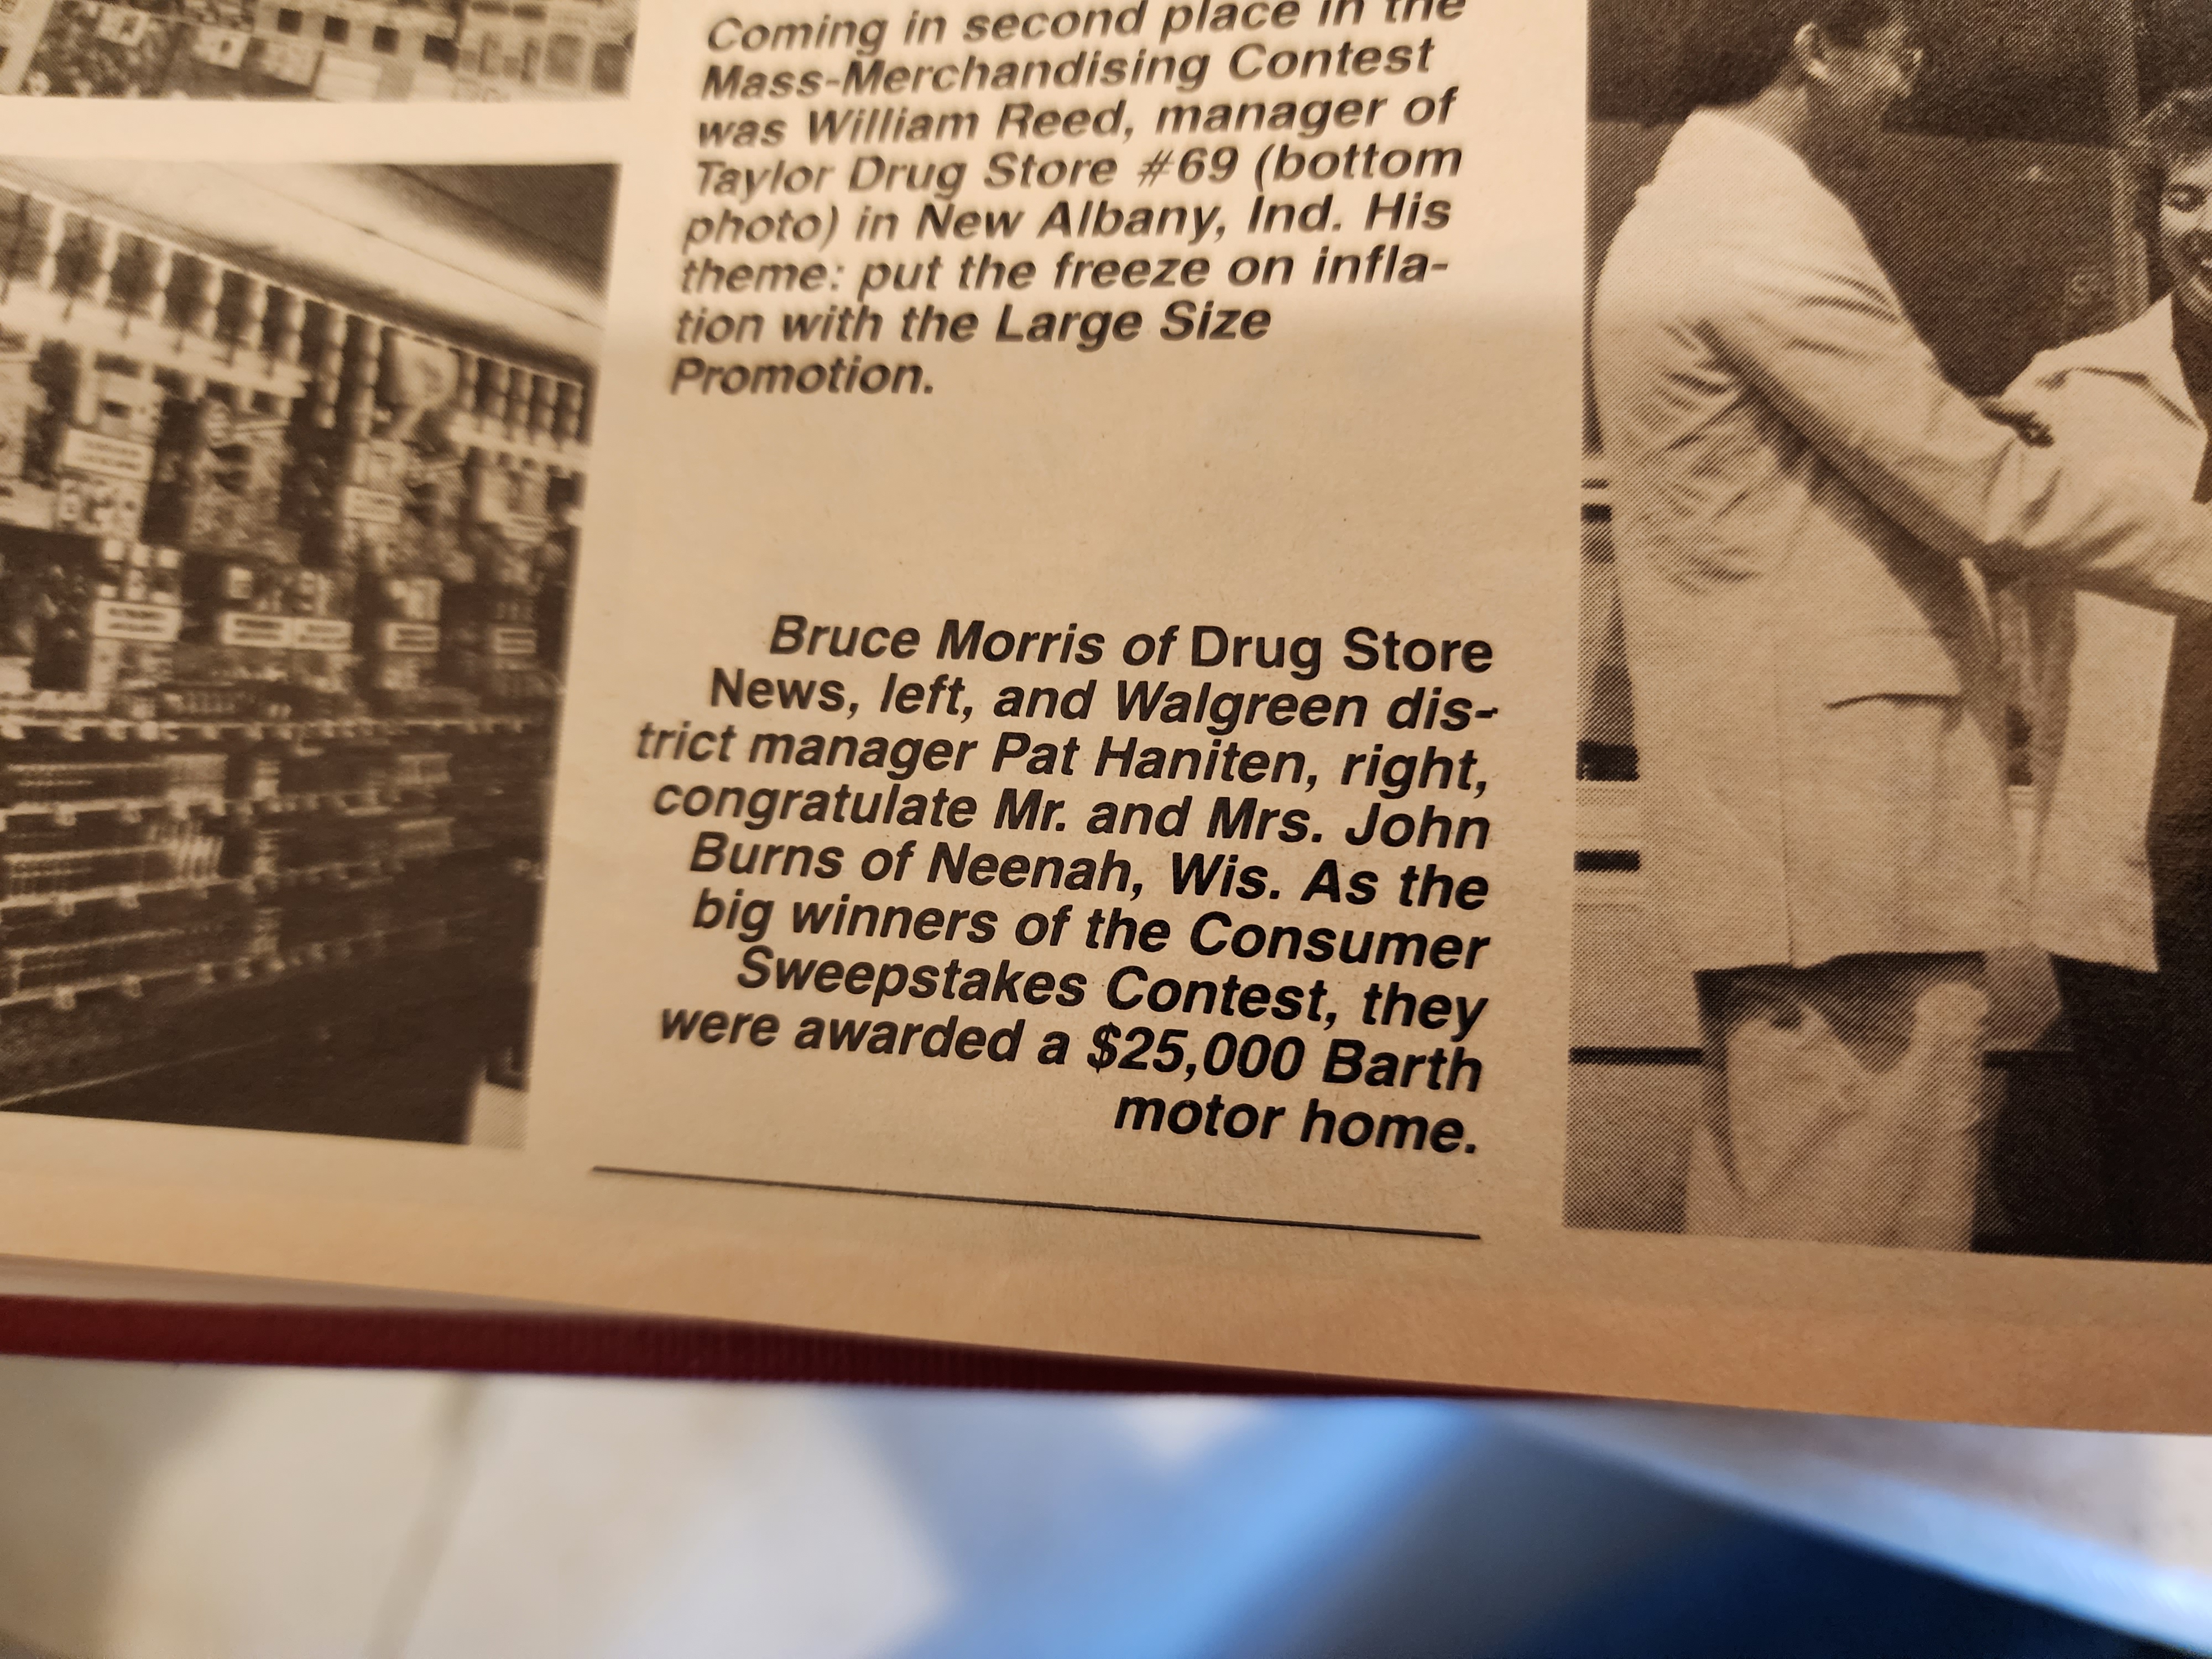 Coming in second place in the
Mass-Merchandising Contest
was William Reed, manager of
Taylor Drug Store #69 (bottom
photo) in New Albany, Ind. His
theme: put the freeze on infla-
tion with the Large Size
Promotion.
Bruce Morris of Drug Store
News, left, and Walgreen dis-
trict manager Pat Haniten, right,
congratulate Mr. and Mrs. John
Burns of Neenah, Wis. As the
big winners of the Consumer
Sweepstakes Contest, they
were awarded a $25,000 Barth
motor home.